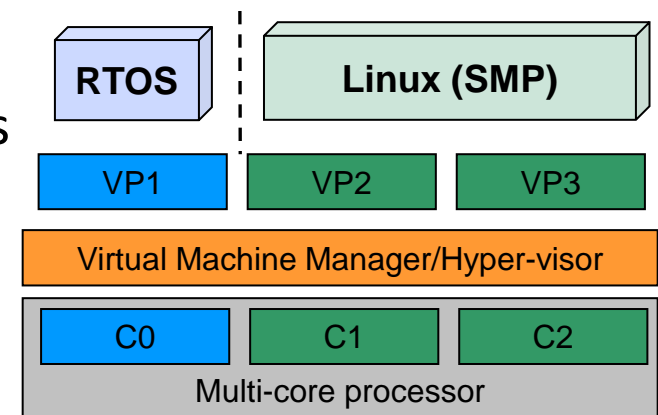 RTOS
Linux (SMP)
s
VP1
VP2
VP3
Virtual Machine Manager/Hyper-visor
C0
C1
C2
Multi-core processor